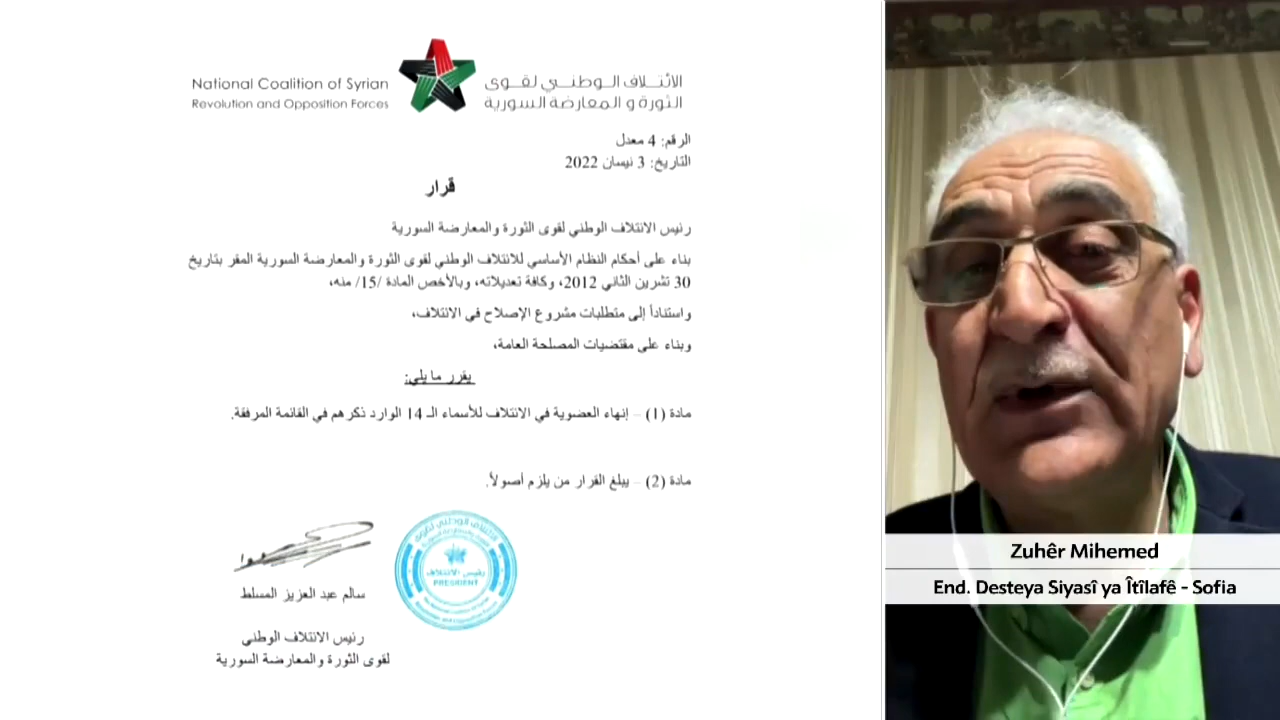 National Coalition of Syrian
Revolution and Opposition Forces
الائتلاف الوطني لقوى
الثورة و المعارضة السورية
الرقم: 4 معدل
التاريخ: 3 نيسان 2022
قرار
رئيس الائتلاف الوطني لقوى الثورة والمعارضة السورية
بناء على أحكام النظام الأساسي للائتلاف الوطني لقوى الثورة والمعارضة السورية المقر بتاريخ
30 تشرين الثاني 2012، وكافة تعديلاته، وبالأخص المادة /15/ منه،
واستناداً إلى متطلبات مشروع الإصلاح في الائتلاف،
وبناء على مقتضيات المصلحة العامة،
يقرر ما يلي:
مادة (1) – إنهاء العضوية في الائتلاف للأسماء الـ 14 الوارد ذكرهم في القائمة المرفقة.
مادة (2) – يبلغ القرار من يلزم أصولاً.
رئيس الائتلاف
PRESIDENT
سالم عبد العزيز المسلط
رئيس الائتلاف الوطني
لقوى الثورة والمعارضة السورية
Zuhêr Mihemed
End. Desteya Siyasî ya Îtîlafê - Sofia